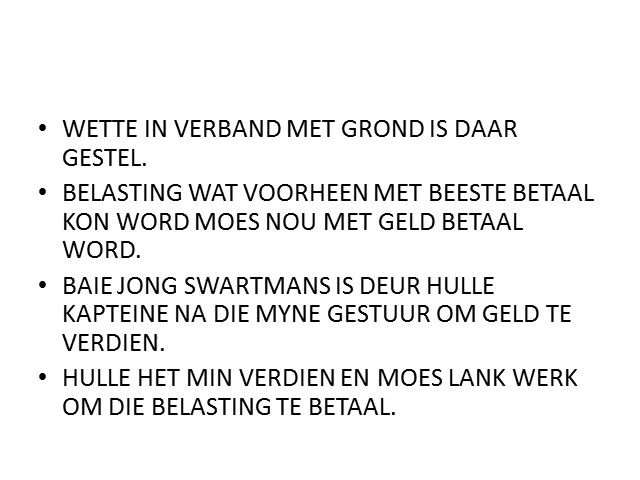 • WETTE IN VERBAND MET GROND IS DAAR
GESTEL.
• BELASTING WAT VOORHEEN MET BEESTE BETAAL
KON WORD MOES NOU MET GELD BETAAL
WORD.
• BAIE JONG SWARTMANS IS DEUR HULLE
KAPTEINE NA DIE MYNE GESTUUR OM GELD TE
VERDIEN.
• HULLE HET MIN VERDIEN EN MOES LANK WERK
OM DIE BELASTING TE BETAAL.